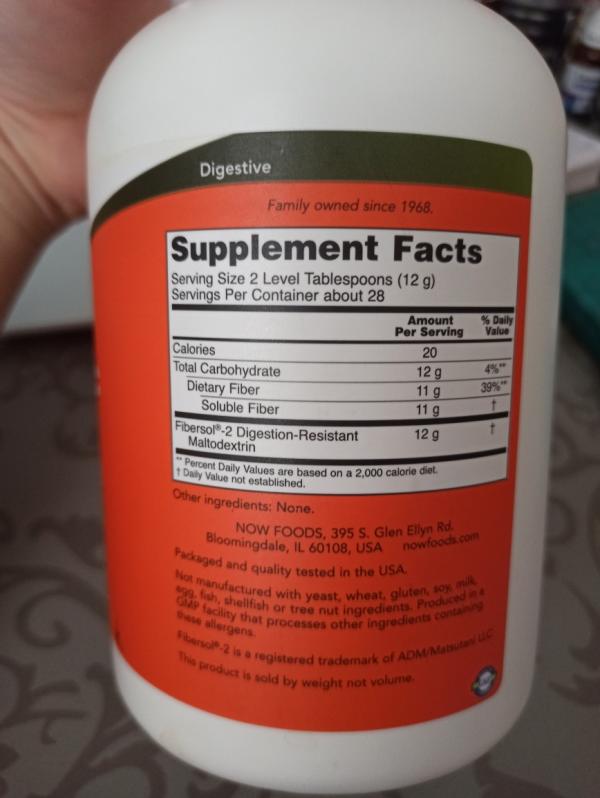 Digestive
Family owned since 1968.
Supplement Facts
Serving Size 2 Level Tablespoons (12 g)
Servings Per Container about 28
Amount Per Serving % Daily Value
Calories 20
Total Carbohydrate 12 g 4%**
Dietary Fiber 11 g 39%**
Soluble Fiber 11 g †
Fibersol®-2 Digestion-Resistant 12 g †
Maltodextrin
** Percent Daily Values are based on a 2,000 calorie diet.
† Daily Value not established.
Other ingredients: None.
NOW FOODS, 395 S. Glen Ellyn Rd.
Bloomingdale, IL 60108, USA nowfoods.com
Packaged and quality tested in the USA.
Not manufactured with yeast, wheat, gluten, soy, milk,
egg, fish, shellfish or tree nut ingredients. Produced in a
GMP facility that processes other ingredients containing
these allergens.
Fibersol®-2 is a registered trademark of ADM/Matsutani LLC
This product is sold by weight not volume.